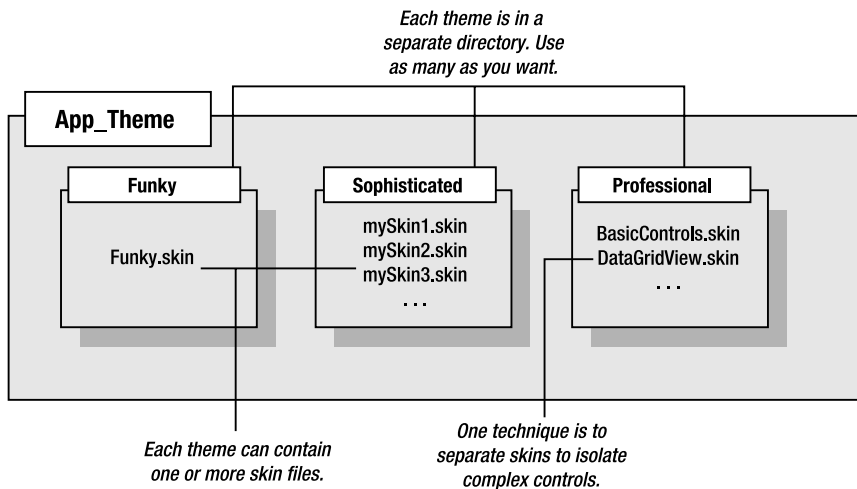 Each theme is in a
separate directory. Use
as many as you want.
App_Theme
Funky
Funky.skin
Sophisticated
mySkin1.skin
mySkin2.skin
mySkin3.skin
...
Professional
BasicControls.skin
DataGridView.skin
...
Each theme can contain
one or more skin files.
One technique is to
separate skins to isolate
complex controls.